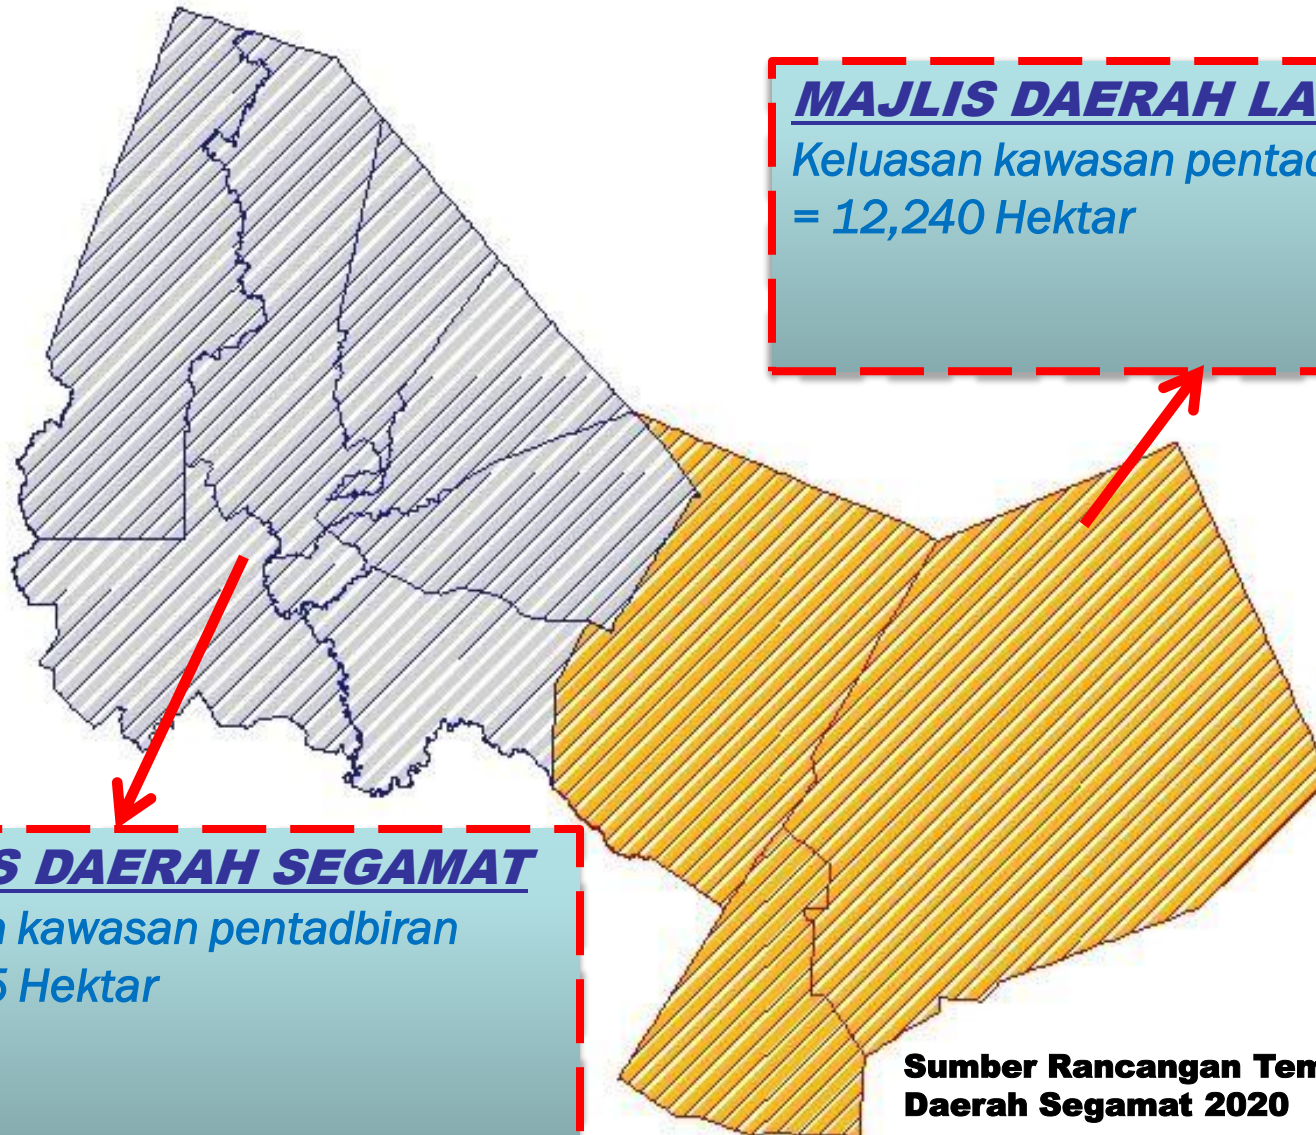 MAJLIS DAERAH LA
Keluasan kawasan pentad
= 12,240 Hektar
S DAERAH SEGAMAT
kawasan pentadbiran
5 Hektar
Sumber Rancangan Tem
Daerah Segamat 2020